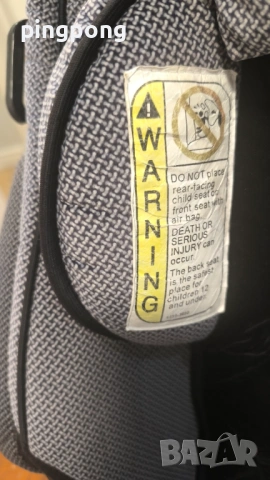 pingpong
WARNING
DO NOT place
rear-facing
child seat on
front seat with
air bag.
DEATH OR
SERIOUS
INJURY can
occur.
The back seat
is the safest
place for
children 12
and under.
BAZAR